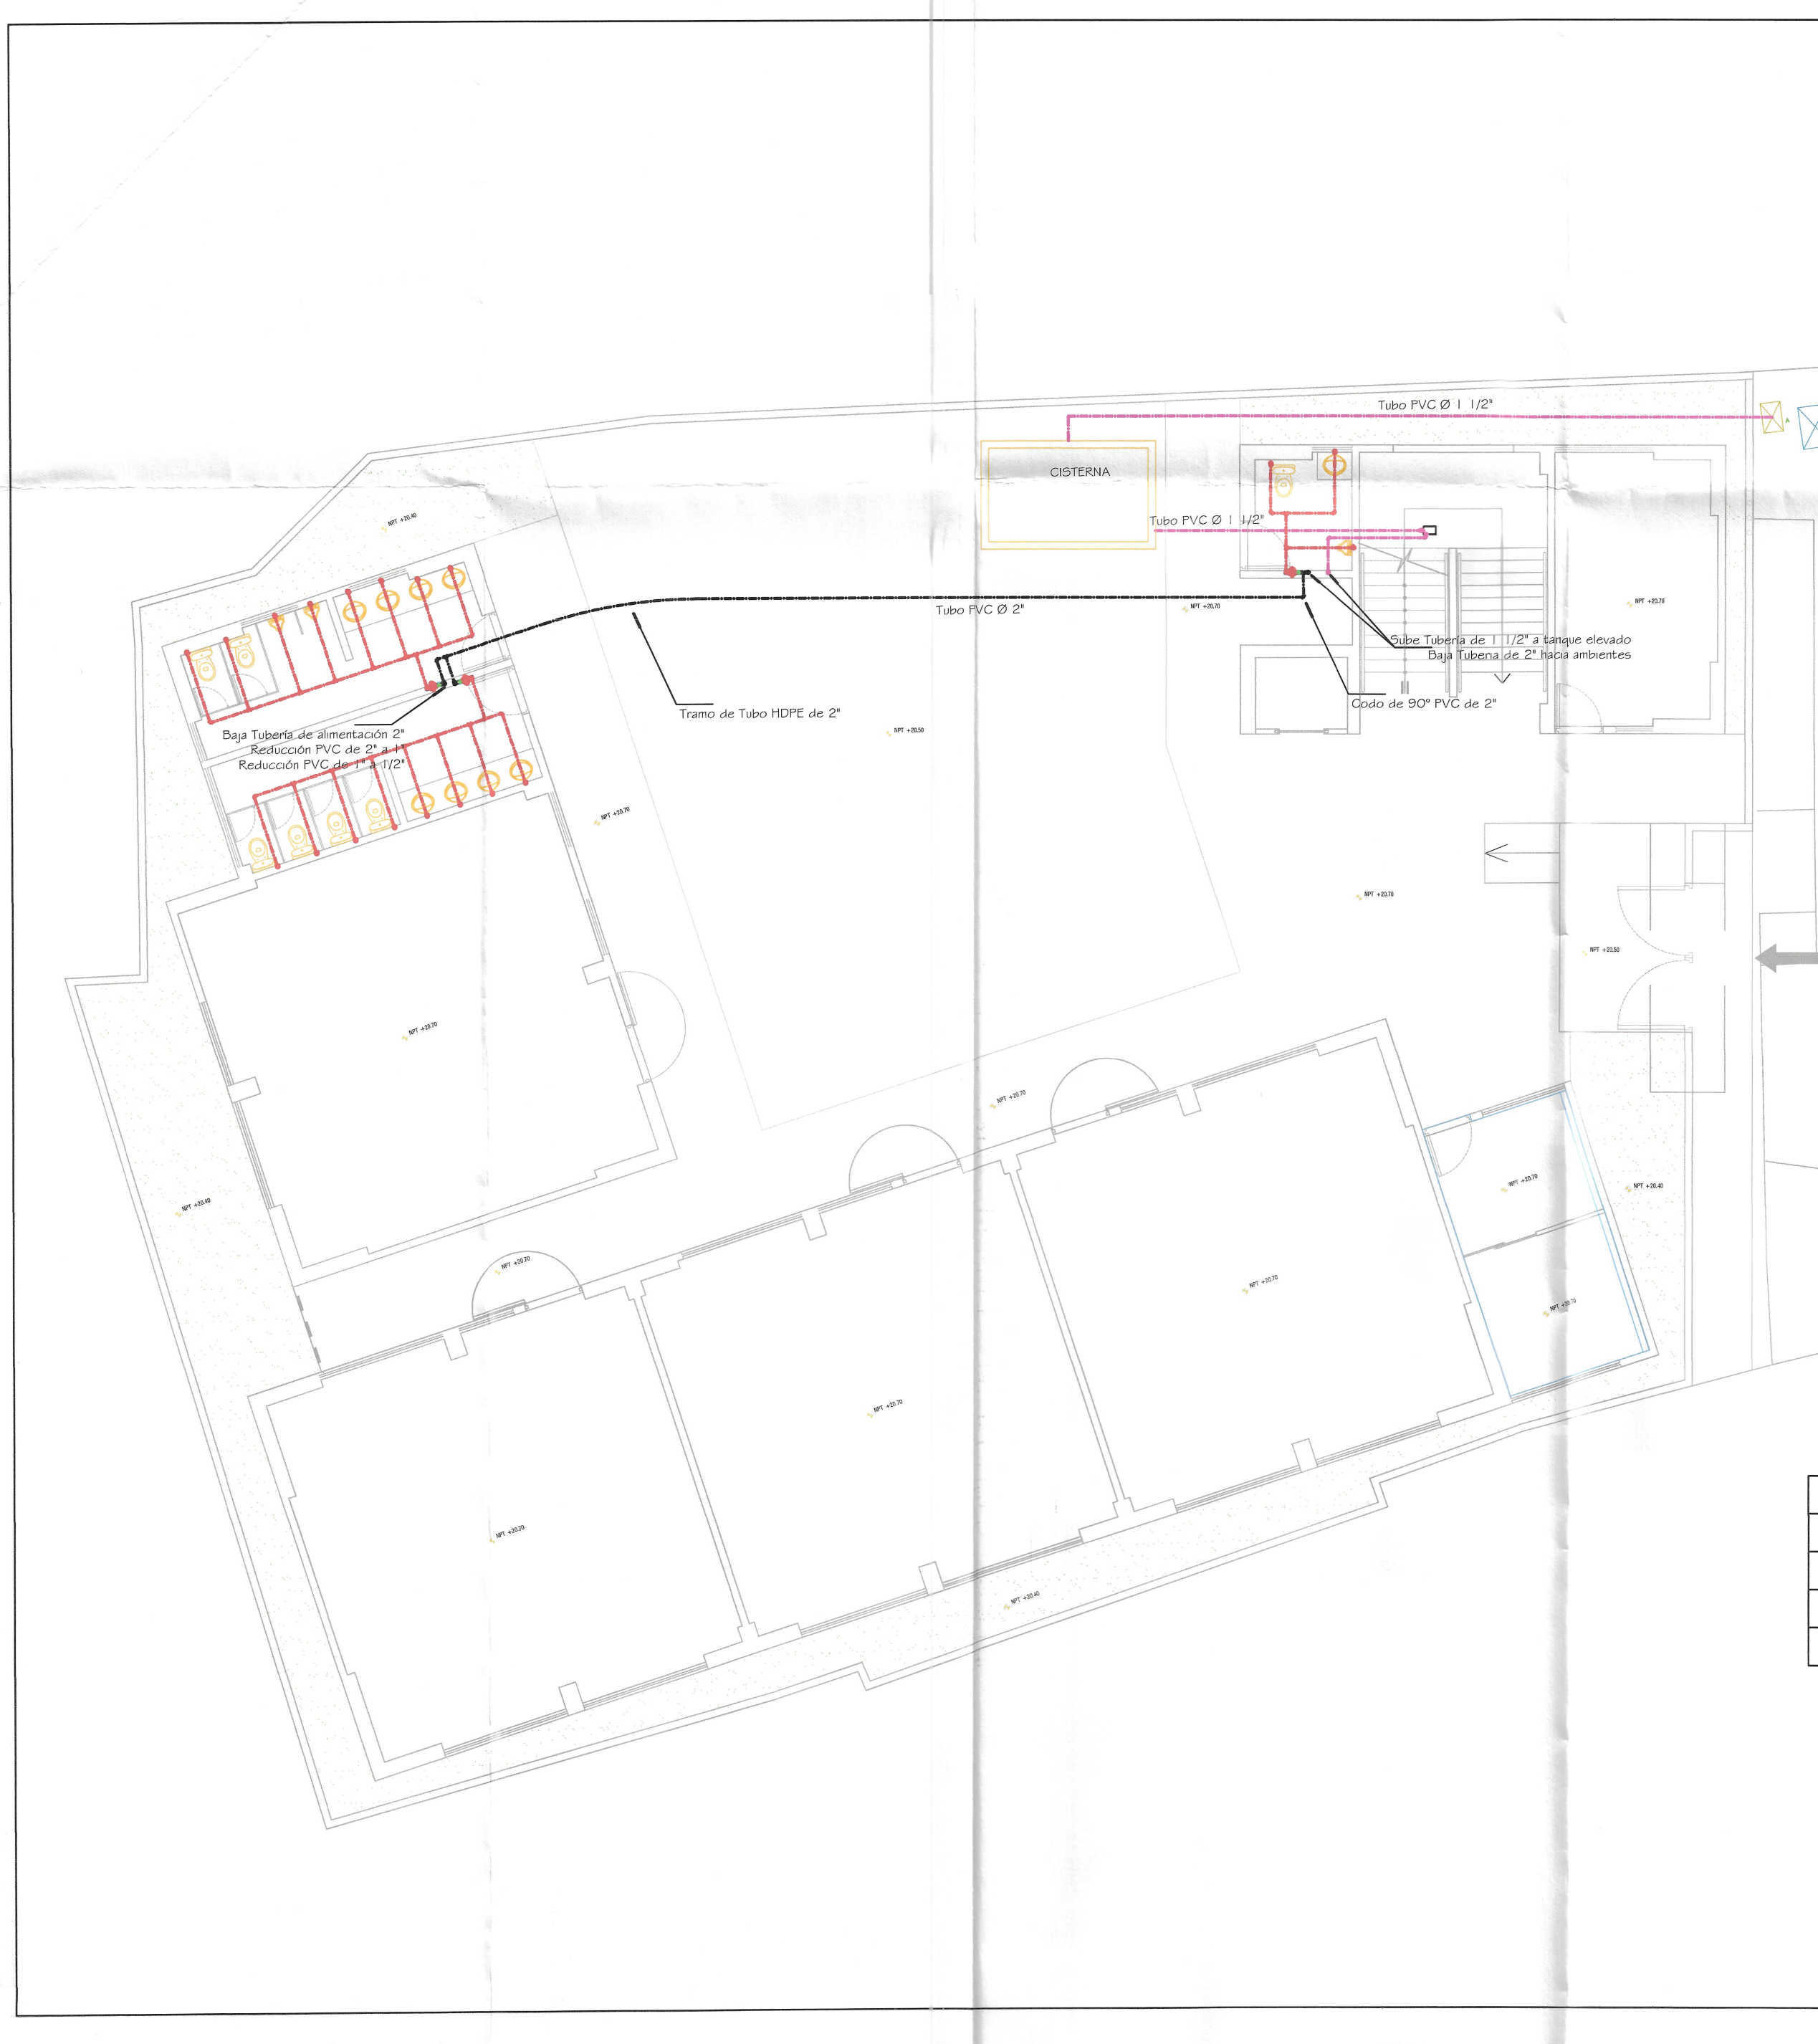 Tubo PVC Ø 1 1/2"
A
CISTERNA
Tubo PVC Ø 1 1/2"
NPT +20.40
Tubo PVC Ø 2"
NPT +20.70
NPT +20.70
Sube Tubería de 1 1/2" a tanque elevado
Baja Tubería de 2" hacia ambientes
Codo de 90° PVC de 2"
Tramo de Tubo HDPE de 2"
Baja Tubería de alimentación 2"
Reducción PVC de 2" a 1"
Reducción PVC de 1" a 1/2"
NPT +20.50
NPT +20.70
NPT +20.70
NPT +20.50
NPT +20.70
NPT +20.70
NPT +20.70
NPT +20.40
NPT +20.40
NPT +20.70
NPT +20.70
NPT +20.70
NPT +20.70
NPT +20.70
NPT +20.40